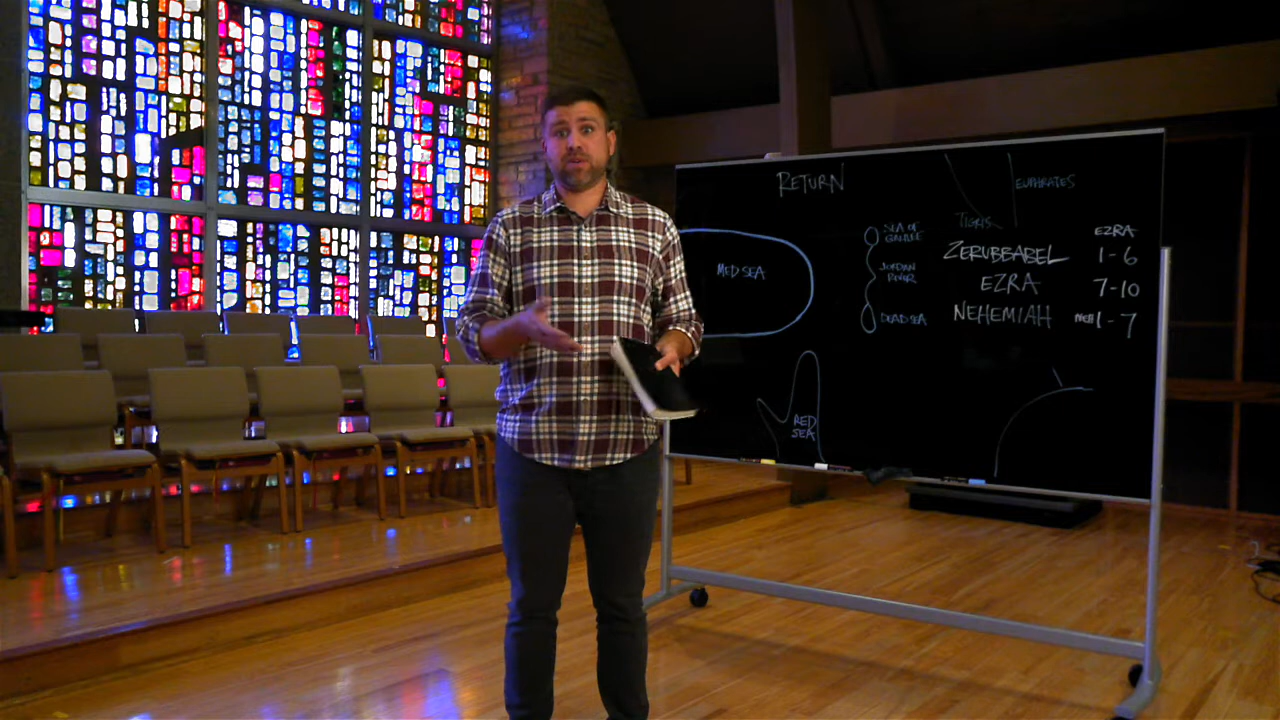 RETURN
EUPHRATES
TIGRIS
MED SEA
SEA OF
GALILEE
JORDAN
RIVER
DEAD SEA
RED
SEA
EZRA
ZERUBBABEL 1-6
EZRA 7-10
NEHEMIAH NEH 1-7